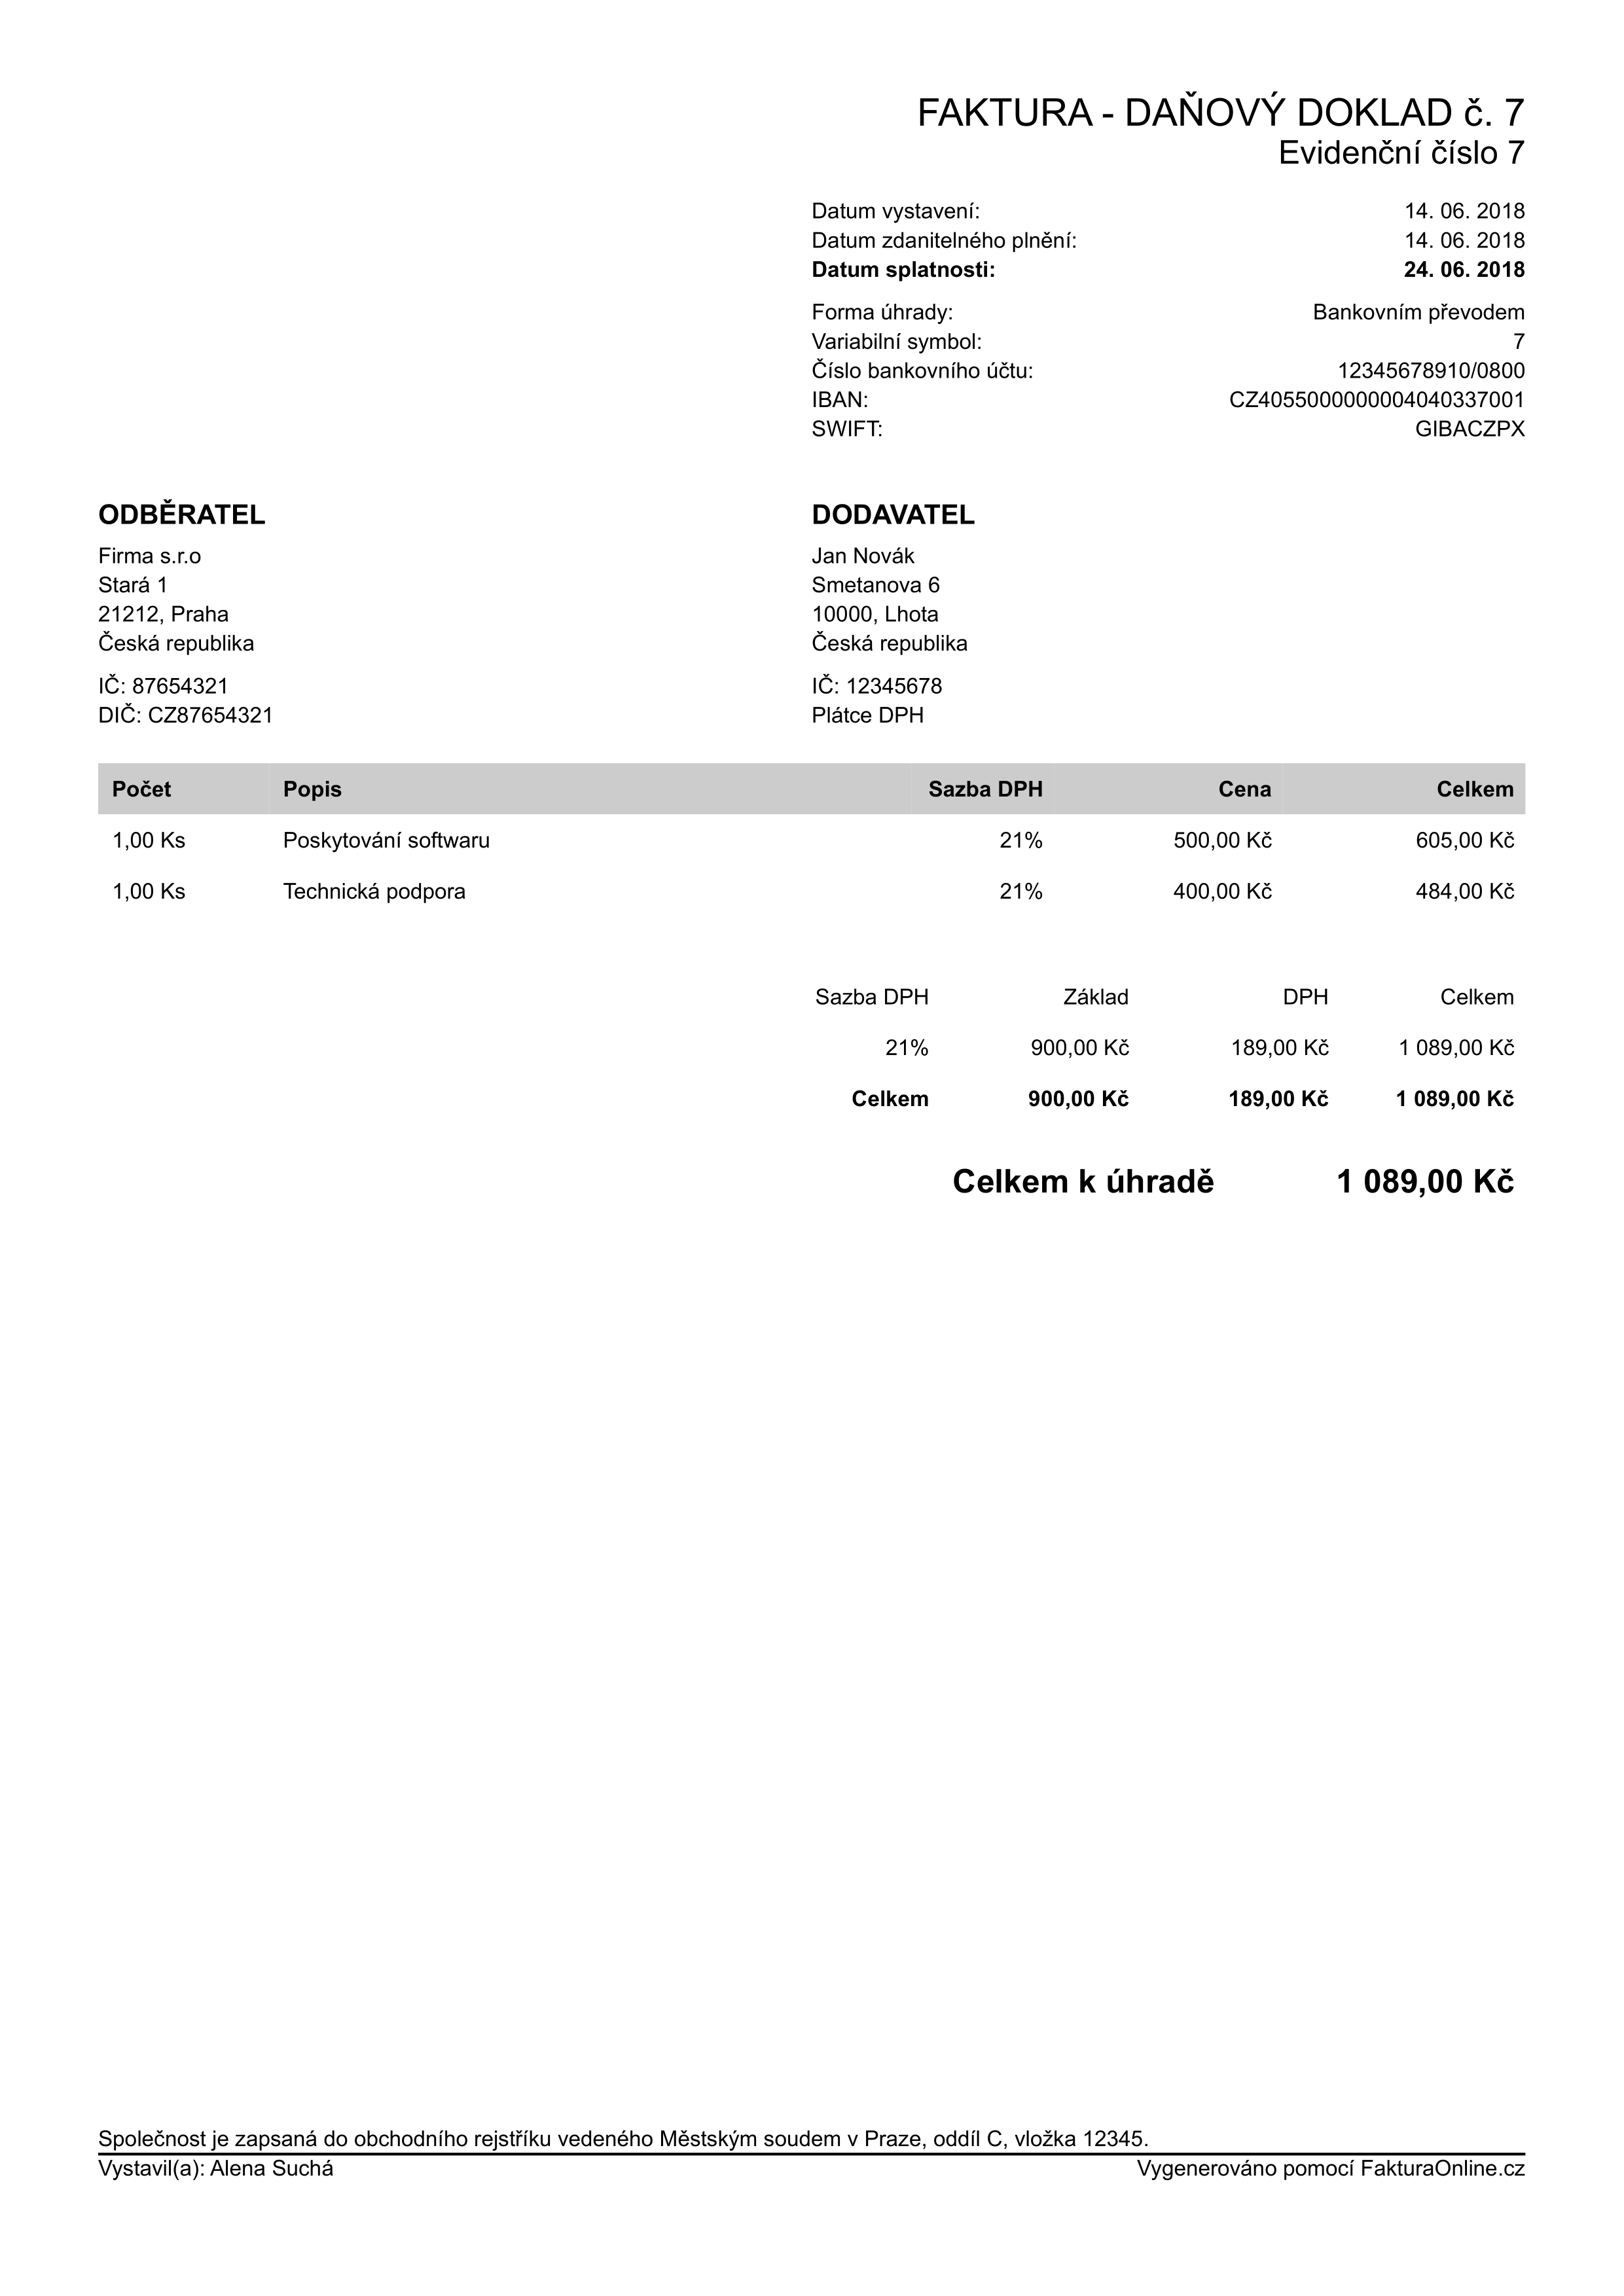 FAKTURA - DAŇOVÝ DOKLAD č. 7
Evidenční číslo 7
Datum vystavení: 14. 06. 2018
Datum zdanitelného plnění: 14. 06. 2018
Datum splatnosti: 24. 06. 2018
Forma úhrady: Bankovním převodem
Variabilní symbol: 7
Číslo bankovního účtu: 12345678910/0800
IBAN: CZ4055000000004040337001
SWIFT: GIBACZPX
ODBĚRATEL
Firma s.r.o
Stará 1
21212, Praha
Česká republika
IČ: 87654321
DIČ: CZ87654321
DODAVATEL
Jan Novák
Smetanova 6
10000, Lhota
Česká republika
IČ: 12345678
Plátce DPH
Počet Popis Sazba DPH Cena Celkem
1,00 Ks Poskytování softwaru 21% 500,00 Kč 605,00 Kč
1,00 Ks Technická podpora 21% 400,00 Kč 484,00 Kč
Sazba DPH Základ DPH Celkem
21% 900,00 Kč 189,00 Kč 1 089,00 Kč
Celkem 900,00 Kč 189,00 Kč 1 089,00 Kč
Celkem k úhradě 1 089,00 Kč
Společnost je zapsaná do obchodního rejstříku vedeného Městským soudem v Praze, oddíl C, vložka 12345.
Vystavil(a): Alena Suchá Vygenerováno pomocí FakturaOnline.cz